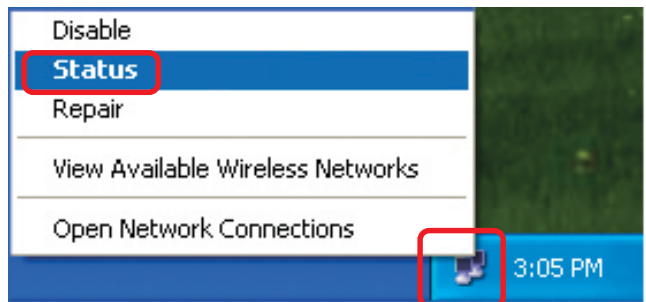 Disable
Status
Repair
View Available Wireless Networks
Open Network Connections
3:05 PM